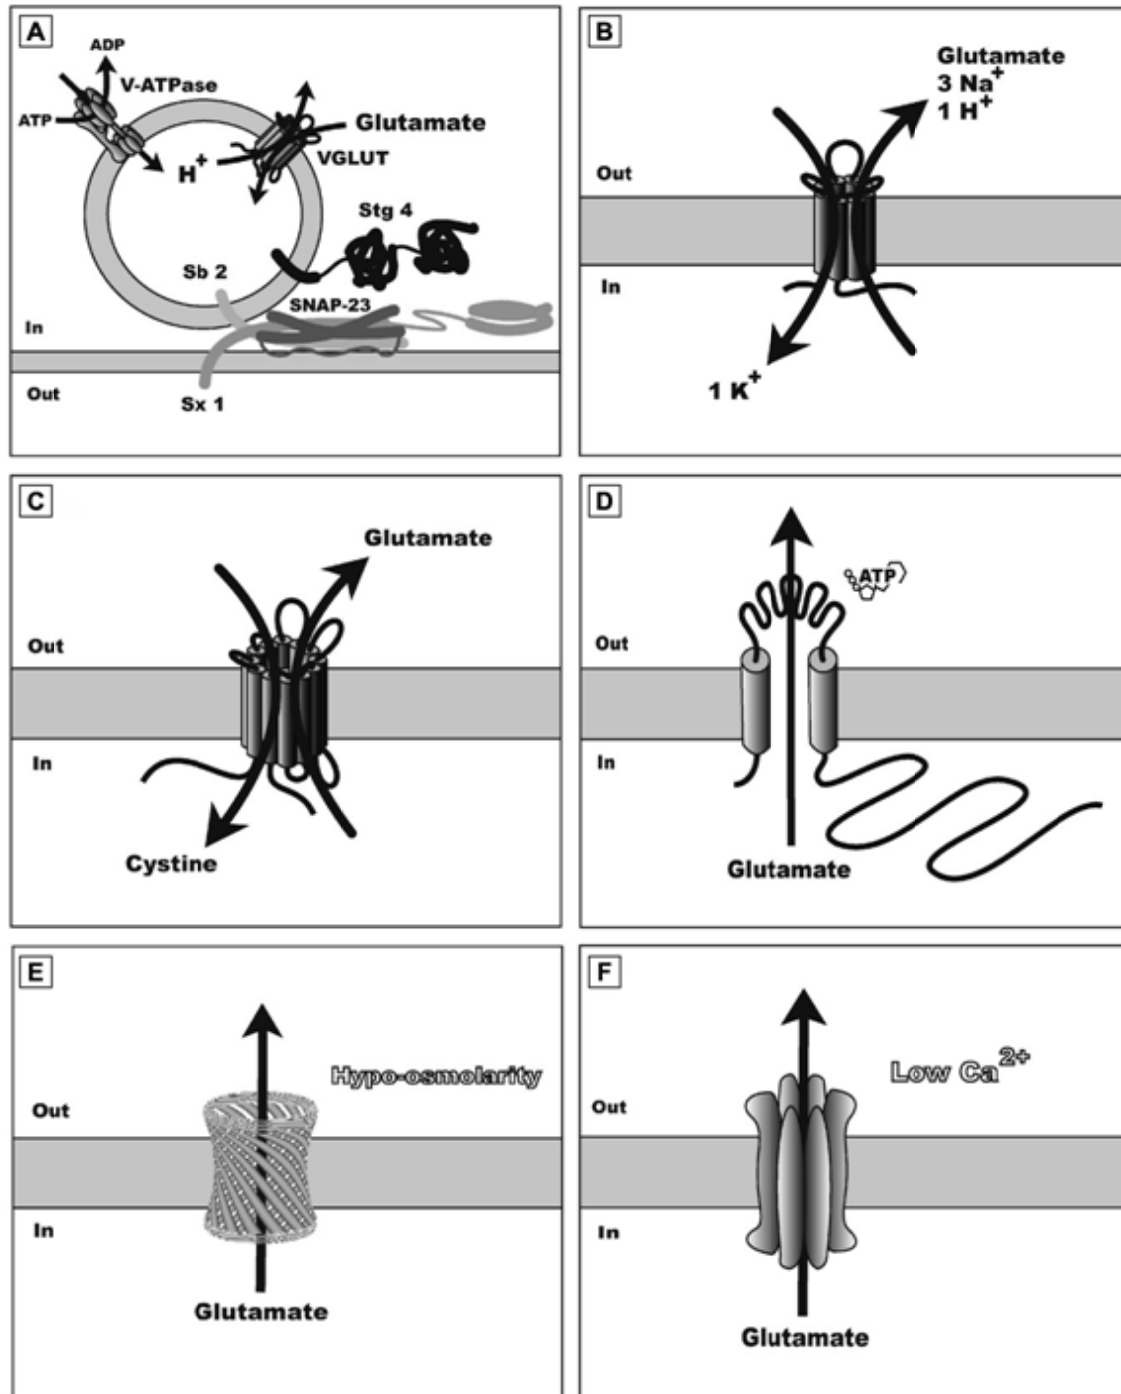 A
ADP
V-ATPase
ATP
H+
Glutamate
VGLUT
Stg 4
Sb 2
SNAP-23
In
Out
Sx 1
B
Glutamate
3 Na+
1 H+
Out
In
1 K+
C
Glutamate
Out
In
Cystine
D
ATP
Out
In
Glutamate
E
Hypo-osmolarity
Out
In
Glutamate
F
Low Ca2+
Out
In
Glutamate